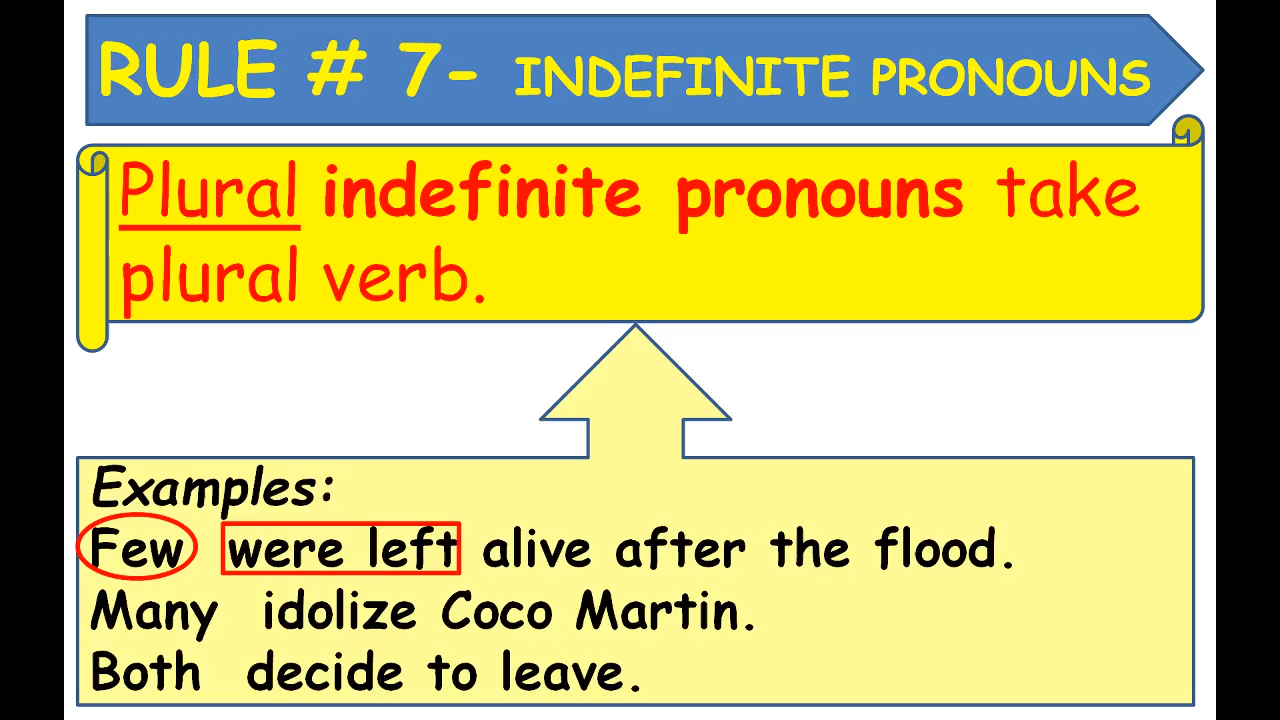 RULE # 7- INDEFINITE PRONOUNS
Plural indefinite pronouns take
plural verb.
Examples:
Few were left alive after the flood.
Many idolize Coco Martin.
Both decide to leave.